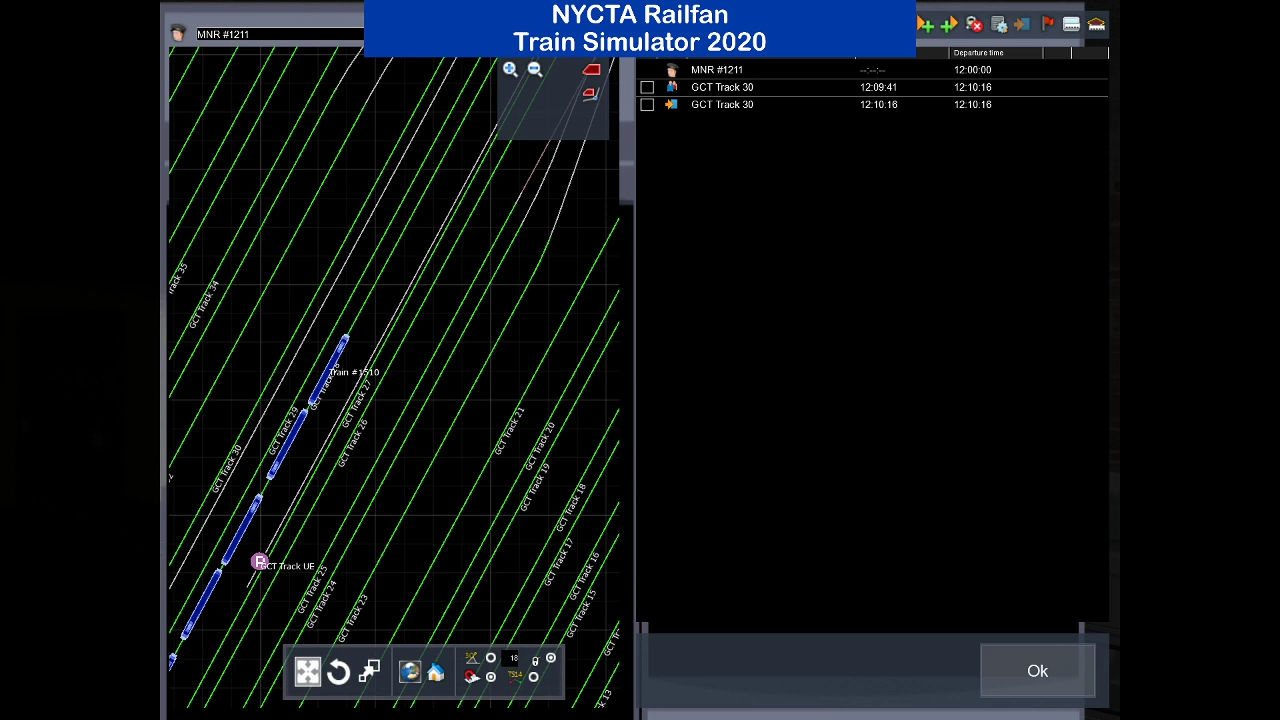 NYCTA Railfan
Train Simulator 2020
MNR #1211
Departure time
MNR #1211 --:--:-- 12:00:00
GCT Track 30 12:09:41 12:10:16
GCT Track 30 12:10:16 12:10:16
GCT Track 34
Train #1510
GCT Track 27
GCT Track 29
GCT Track 26
GCT Track 30
GCT Track 21
GCT Track 20
GCT Track 19
GCT Track 18
GCT Track 17
GCT Track 16
GCT Track 15
P
GCT Track UE
GCT Track 25
GCT Track 24
GCT Track 23
18
Ok